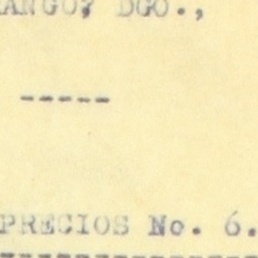 ANGO, DGO.,
-----
PRECIOS No. 6.